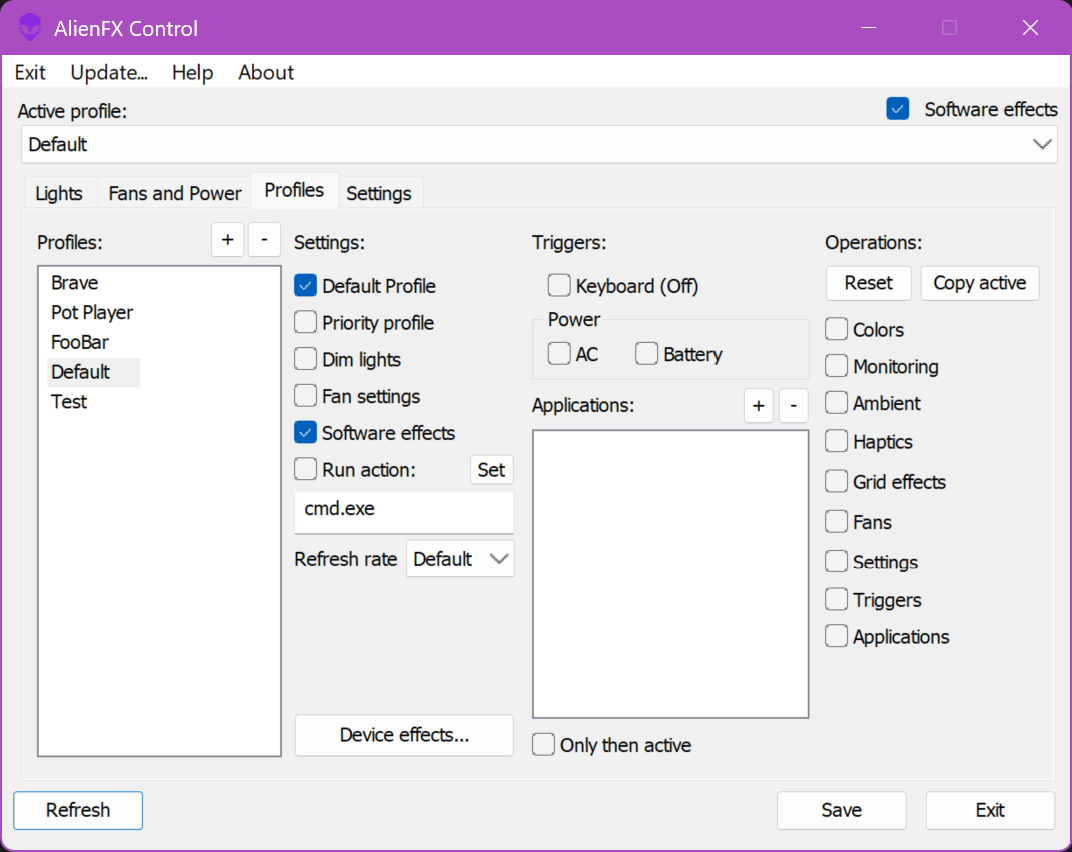 AlienFX Control
Exit Update... Help About
Active profile: Software effects
Default
Lights Fans and Power Profiles Settings
Profiles: + -
Brave
Pot Player
FooBar
Default
Test
Settings:
Default Profile
Priority profile
Dim lights
Fan settings
Software effects
Run action: Set
cmd.exe
Refresh rate Default
Device effects...
Triggers:
Keyboard (Off)
Power
AC Battery
Applications: + -
Only then active
Operations:
Reset Copy active
Colors
Monitoring
Ambient
Haptics
Grid effects
Fans
Settings
Triggers
Applications
Refresh Save Exit